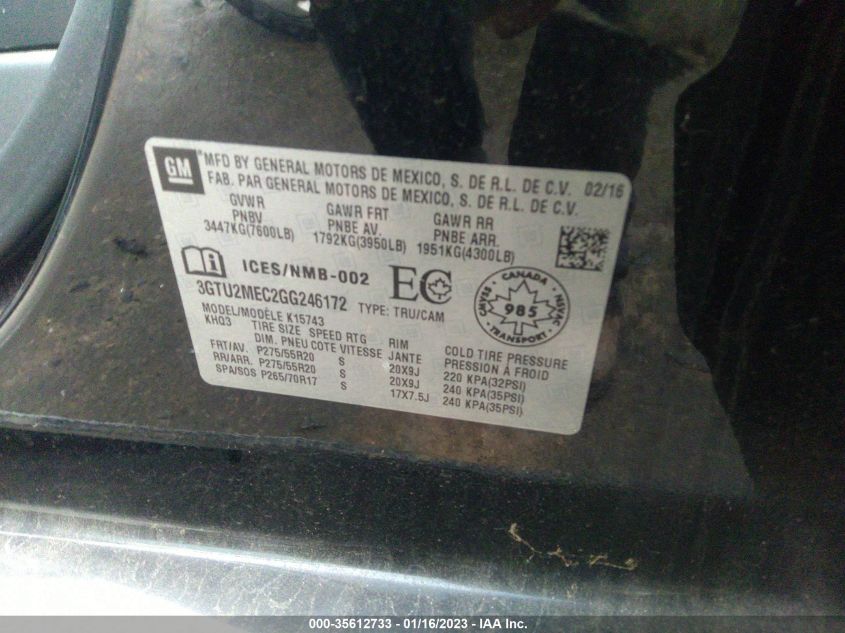 GM ® MFD BY GENERAL MOTORS DE MEXICO, S. DE R.L. DE C.V. 02/16
FAB. PAR GENERAL MOTORS DE MEXICO, S. DE R.L. DE C.V.
GVWR GAWR FRT GAWR RR
PNBV PNBE AV. PNBE ARR.
3447KG(7600LB) 1792KG(3950LB) 1951KG(4300LB)
i ICES/NMB-002 EC
3GTU2MEC2GG246172 TYPE: TRU/CAM
CANADA
CMVSS 985 NSVAC
TRANSPORT
MODEL/MODÈLE K15743
KHQ3 TIRE SIZE SPEED RTG RIM COLD TIRE PRESSURE
DIM. PNEU COTE VITESSE JANTE PRESSION À FROID
FRT/AV. P275/55R20 S 20X9J 220 KPA(32PSI)
RR/ARR. P275/55R20 S 20X9J 240 KPA(35PSI)
SPA/SOS P265/70R17 S 17X7.5J 240 KPA(35PSI)
000-35612733 - 01/16/2023 - IAA Inc.